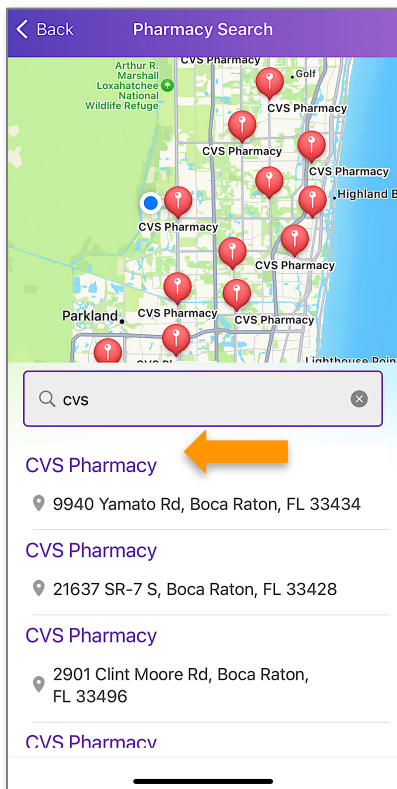 Back
Pharmacy Search
Arthur R.
Marshall
Loxahatchee
National
Wildlife Refuge
CVS Pharmacy
Golf
CVS Pharmacy
CVS Pharmacy
CVS Pharmacy
Highland B
CVS Pharmacy
CVS Pharmacy
Parkland
CVS Pharmacy
CVS Pharmacy
Lighthouse Poin
cvs
CVS Pharmacy
9940 Yamato Rd, Boca Raton, FL 33434
CVS Pharmacy
21637 SR-7 S, Boca Raton, FL 33428
CVS Pharmacy
2901 Clint Moore Rd, Boca Raton,
FL 33496
CVS Pharmacy